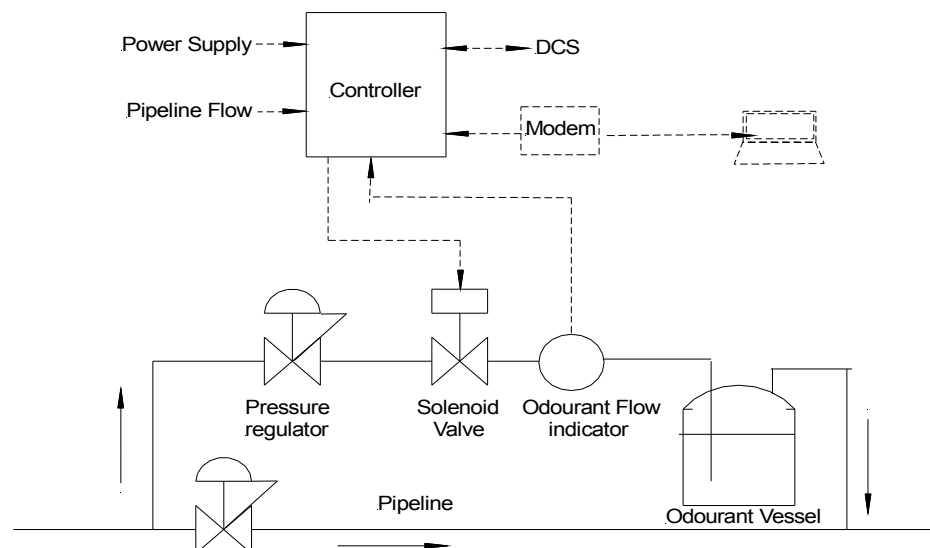 Power Supply
DCS
Controller
Pipeline Flow
Modem
Pressure
regulator
Solenoid
Valve
Odourant Flow
indicator
Pipeline
Odourant Vessel